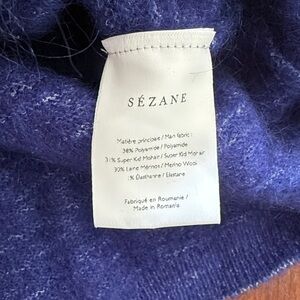 SÉZANE
Matière principale / Main fabric :
38% Polyamide / Polyamide
31% Super Kid Mohair / Super Kid Mohair
30% Laine Mérinos / Merino Wool
1% Elasthanne / Elastane
Fabriqué en Roumanie /
Made in Romania